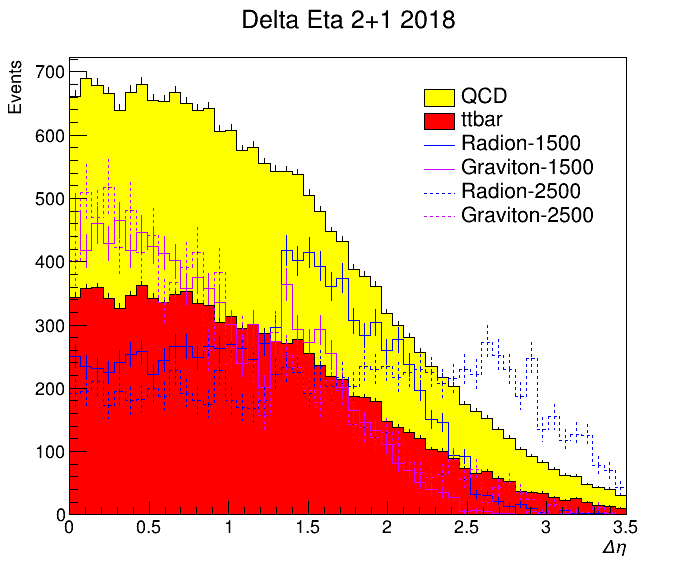 Delta Eta 2+1 2018
Events
700
600
500
400
300
200
100
0
QCD
ttbar
Radion-1500
Graviton-1500
Radion-2500
Graviton-2500
0 0.5 1 1.5 2 2.5 3 3.5
Δη